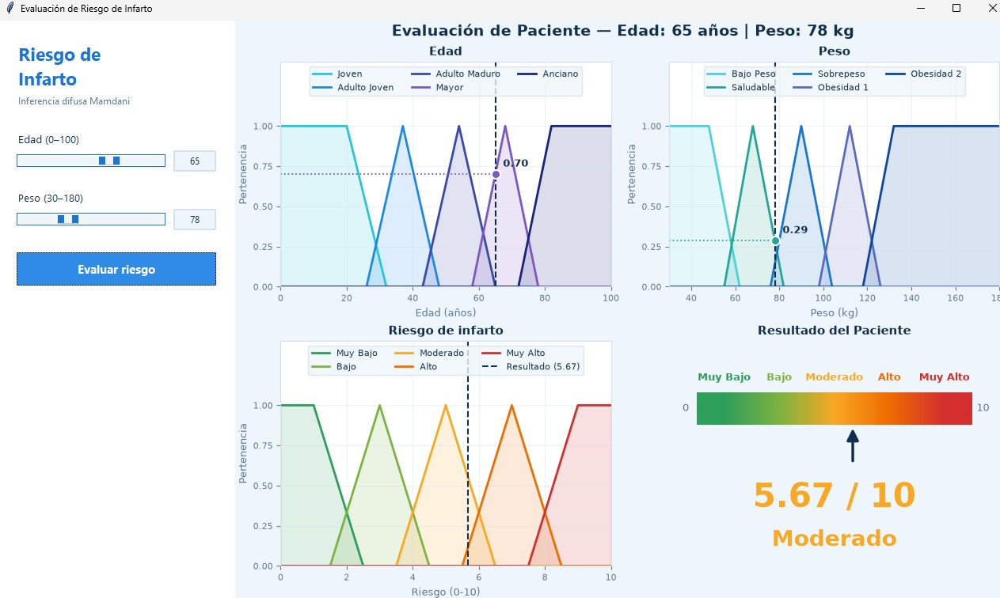 Evaluación de Riesgo de Infarto
Riesgo de
Infarto
Inferencia difusa Mamdani
Edad (0–100)
65
Peso (30–180)
78
Evaluar riesgo
Evaluación de Paciente — Edad: 65 años | Peso: 78 kg
Edad
Joven Adulto Maduro Anciano
Adulto Joven Mayor
1.00
0.75
0.50
0.25
0.00
0.70
Pertenencia
0 20 40 60 80 100
Edad (años)
Peso
Bajo Peso Sobrepeso Obesidad 2
Saludable Obesidad 1
1.00
0.75
0.50
0.25
0.00
0.29
Pertenencia
40 60 80 100 120 140 160 18
Peso (kg)
Riesgo de infarto
Muy Bajo Moderado Muy Alto
Bajo Alto Resultado (5.67)
1.00
0.75
0.50
0.25
0.00
Pertenencia
0 2 4 6 8 10
Riesgo (0-10)
Resultado del Paciente
Muy Bajo Bajo Moderado Alto Muy Alto
0 10
5.67 / 10
Moderado